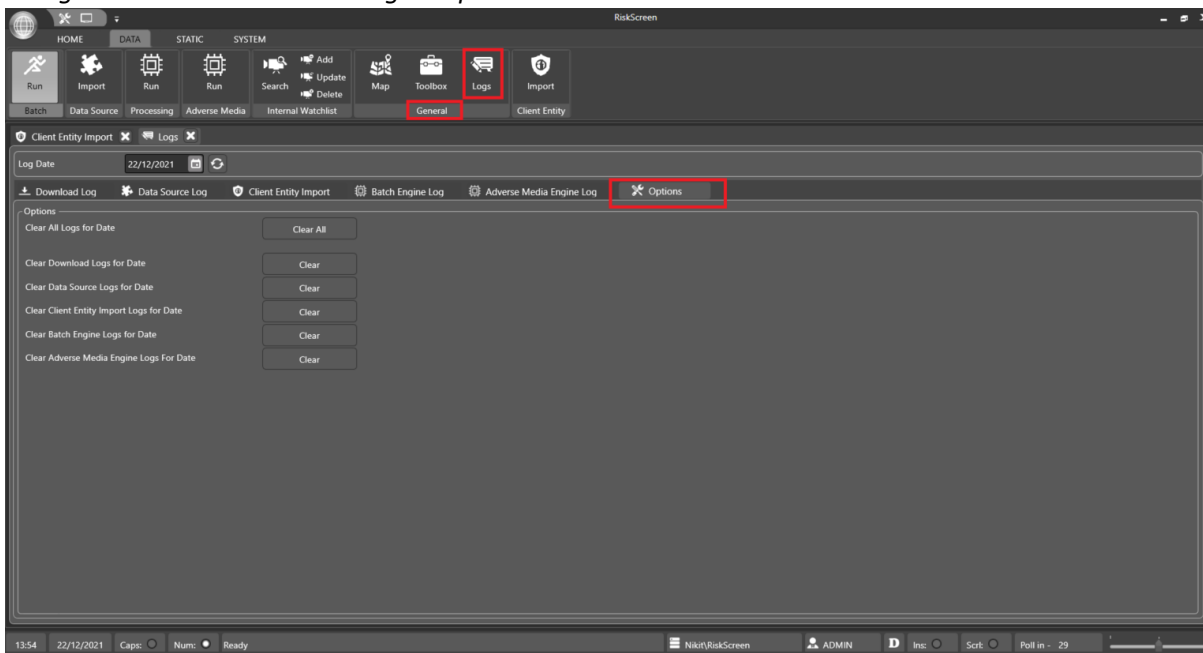 RiskScreen
HOME DATA STATIC SYSTEM
Run Import Run Run Search Add Update Delete Map Toolbox Logs Import
Batch Data Source Processing Adverse Media Internal Watchlist General Client Entity
Client Entity Import Logs
Log Date 22/12/2021
Download Log Data Source Log Client Entity Import Batch Engine Log Adverse Media Engine Log Options
Options
Clear All Logs for Date Clear All
Clear Download Logs for Date Clear
Clear Data Source Logs for Date Clear
Clear Client Entity Import Logs for Date Clear
Clear Batch Engine Logs for Date Clear
Clear Adverse Media Engine Logs For Date Clear
13:54 22/12/2021 Caps: Num: Ready Nikit\RiskScreen ADMIN D Ins: Scrl: Poll in - 29